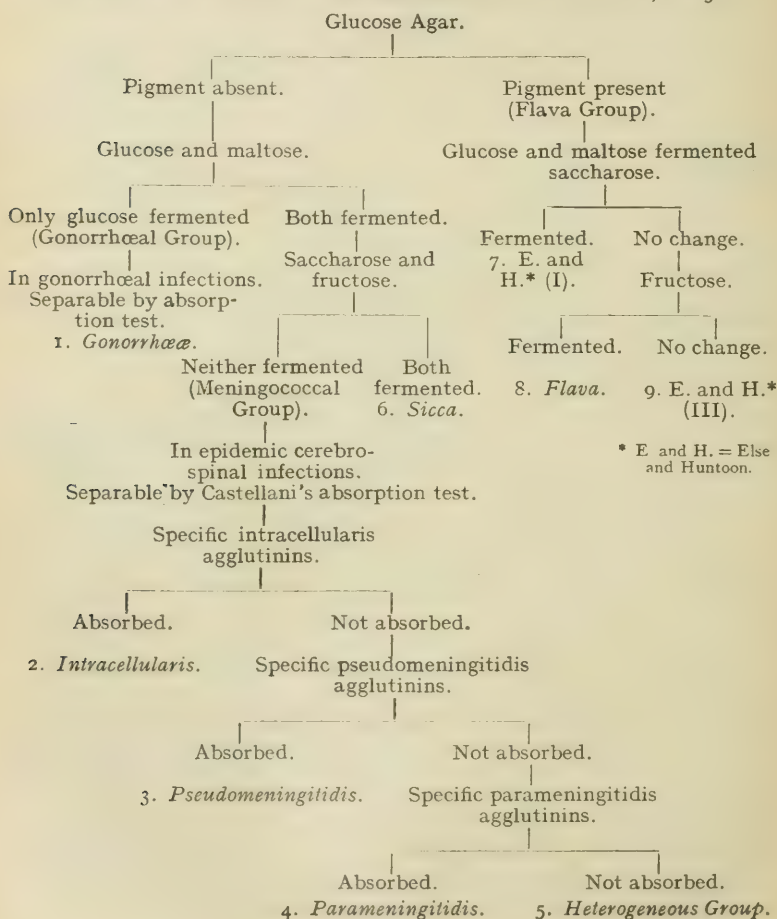 Glucose Agar.
Pigment absent.
Pigment present
(Flava Group).
Glucose and maltose.
Glucose and maltose fermented
saccharose.
Only glucose fermented
(Gonorrhœal Group).
Both fermented.
Fermented.
7. E. and
H.* (I).
No change.
In gonorrhœal infections.
Separable by absorp-
tion test.
1. Gonorrhœæ.
Saccharose and
fructose.
Fructose.
Neither fermented
(Meningococcal
Group).
Both
fermented.
6. Sicca.
Fermented.
8. Flava.
No change.
9. E. and H.*
(III).
In epidemic cerebro-
spinal infections.
Separable by Castellani's absorption test.
* E and H. = Else
and Huntoon.
Specific intracellularis
agglutinins.
Absorbed.
Not absorbed.
2. Intracellularis.
Specific pseudomeningitidis
agglutinins.
Absorbed.
Not absorbed.
3. Pseudomeningitidis.
Specific parameningitidis
agglutinins.
Absorbed.
Not absorbed.
4. Parameningitidis.
5. Heterogeneous Group.